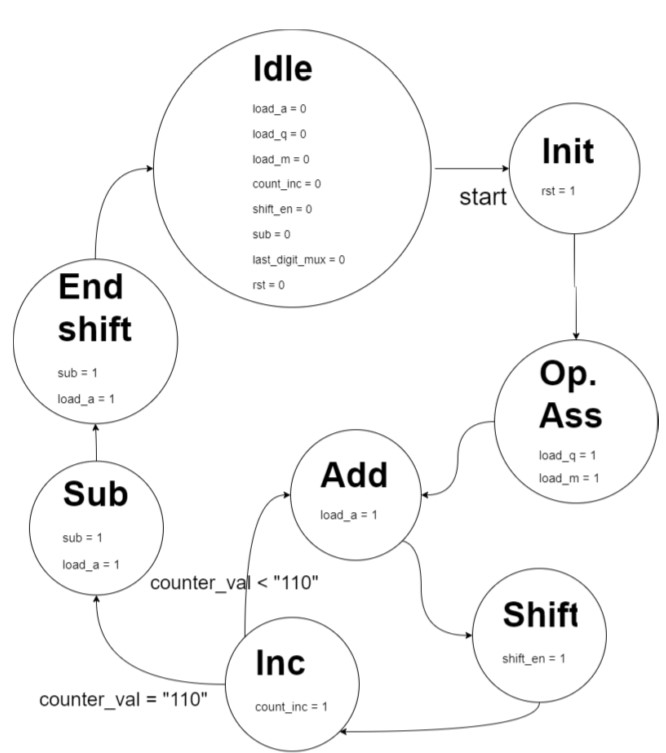 Idle
load_a = 0
load_q = 0
load_m = 0
count_inc = 0
shift_en = 0
sub = 0
last_digit_mux = 0
rst = 0
start
Init
rst = 1
Op.
Ass
load_q = 1
load_m = 1
Add
load_a = 1
Shift
shift_en = 1
Inc
count_inc = 1
counter_val < "110"
counter_val = "110"
Sub
sub = 1
load_a = 1
End
shift
sub = 1
load_a = 1